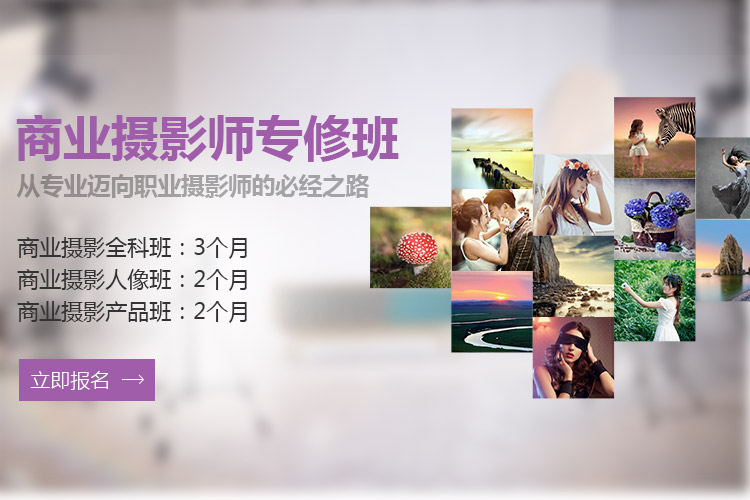 商业摄影师专修班
从专业迈向职业摄影师的必经之路
商业摄影全科班：3个月
商业摄影人像班：2个月
商业摄影产品班：2个月
立即报名 →